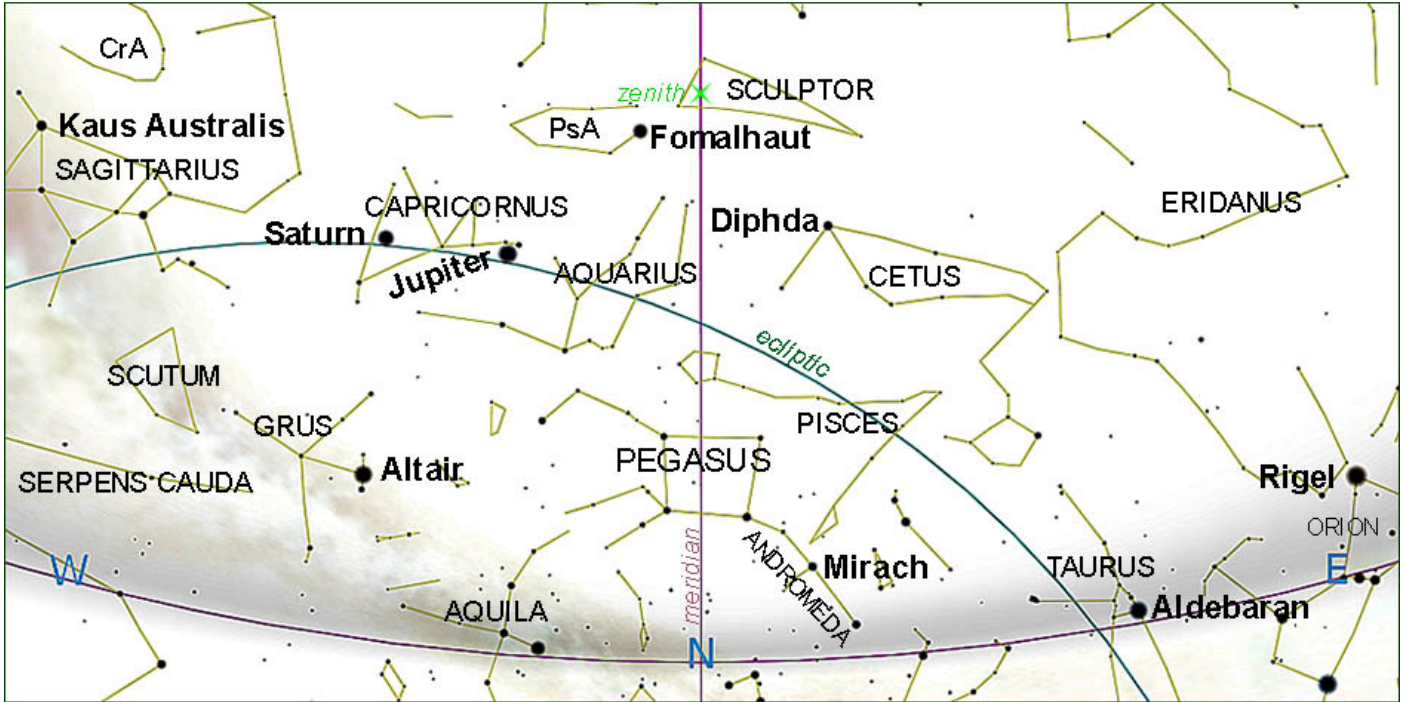 CrA
zenith
SCULPTOR
Kaus Australis
PsA
Fomalhaut
SAGITTARIUS
CAPRICORNUS
ERIDANUS
Saturn
Diphda
Jupiter
AQUARIUS
CETUS
ecliptic
SCUTUM
GRUS
PISCES
PEGASUS
Altair
Rigel
SERPENS CAUDA
ORION
meridian
ANDROMEDA
Mirach
TAURUS
W
E
AQUILA
Aldebaran
N